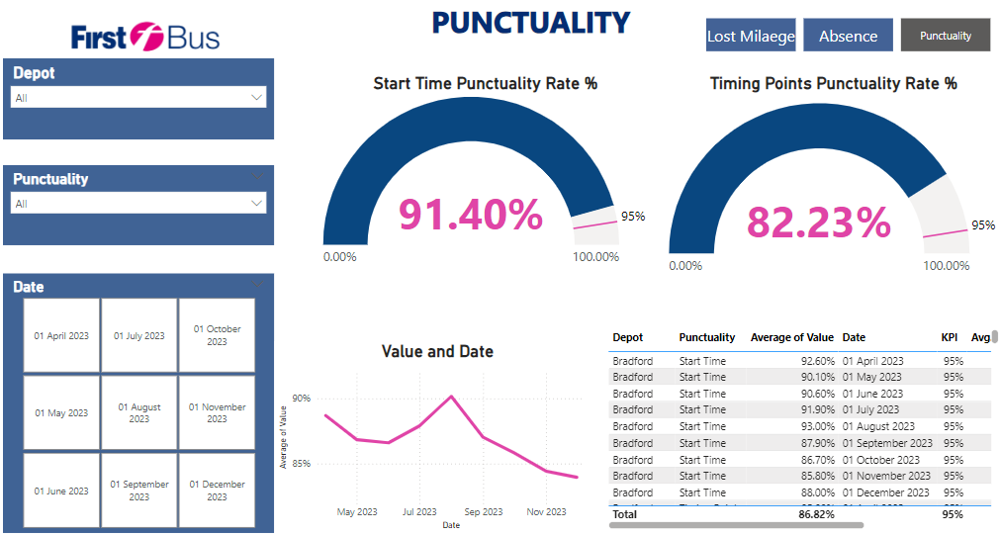 First Bus
PUNCTUALITY
Lost Milaege
Absence
Punctuality
Depot
All
Punctuality
All
Date
01 April 2023
01 July 2023
01 October
2023
01 May 2023
01 August
2023
01 November
2023
01 June 2023
01 September
2023
01 December
2023
Start Time Punctuality Rate %
91.40%
95%
0.00%
100.00%
Timing Points Punctuality Rate %
82.23%
95%
0.00%
100.00%
Value and Date
Average of Value
90%
85%
May 2023 Jul 2023 Sep 2023 Nov 2023
Date
Depot Punctuality Average of Value Date KPI Avg
Bradford Start Time 92.60% 01 April 2023 95%
Bradford Start Time 90.10% 01 May 2023 95%
Bradford Start Time 90.60% 01 June 2023 95%
Bradford Start Time 91.90% 01 July 2023 95%
Bradford Start Time 93.00% 01 August 2023 95%
Bradford Start Time 87.90% 01 September 2023 95%
Bradford Start Time 86.70% 01 October 2023 95%
Bradford Start Time 85.80% 01 November 2023 95%
Bradford Start Time 88.00% 01 December 2023 95%
Total 86.82% 95%